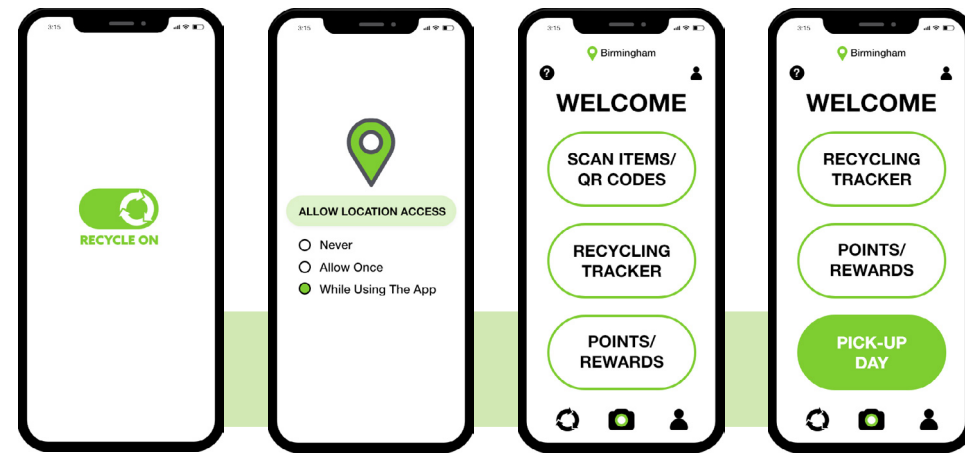 3:15
RECYCLE ON
3:15
ALLOW LOCATION ACCESS
Never
Allow Once
While Using The App
3:15
Birmingham
?
WELCOME
SCAN ITEMS/
QR CODES
RECYCLING
TRACKER
POINTS/
REWARDS
3:15
Birmingham
?
WELCOME
RECYCLING
TRACKER
POINTS/
REWARDS
PICK-UP
DAY